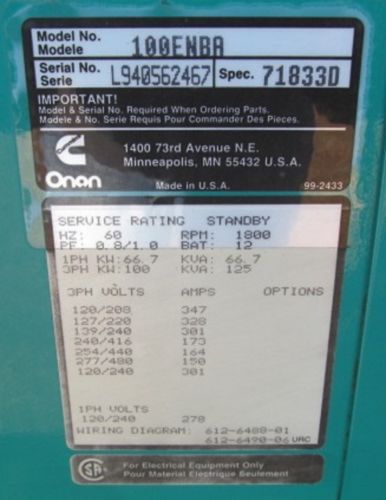 Model No. 100ENBA
Modele
Serial No. L940562467 Spec. 71833D
Serie
IMPORTANT!
Model & Serial No. Required When Ordering Parts.
Modele & No. Serie Requis Pour Commander Des Pieces.
1400 73rd Avenue N.E.
Minneapolis, MN 55432 U.S.A.
Onan Made in U.S.A. 99-2433
SERVICE RATING STANDBY
HZ: 60 RPM: 1800
PF: 0.8/1.0 BAT: 12
1PH KW:66.7 KVA: 66.7
3PH KW:100 KVA: 125
3PH VOLTS AMPS OPTIONS
120/208 347
127/220 328
139/240 301
240/416 173
254/440 164
277/480 150
120/240 301
1PH VOLTS
120/240 278
WIRING DIAGRAM: 612-6488-01
612-6490-06 VAC
For Electrical Equipment Only
Pour Material Electrique Seulement